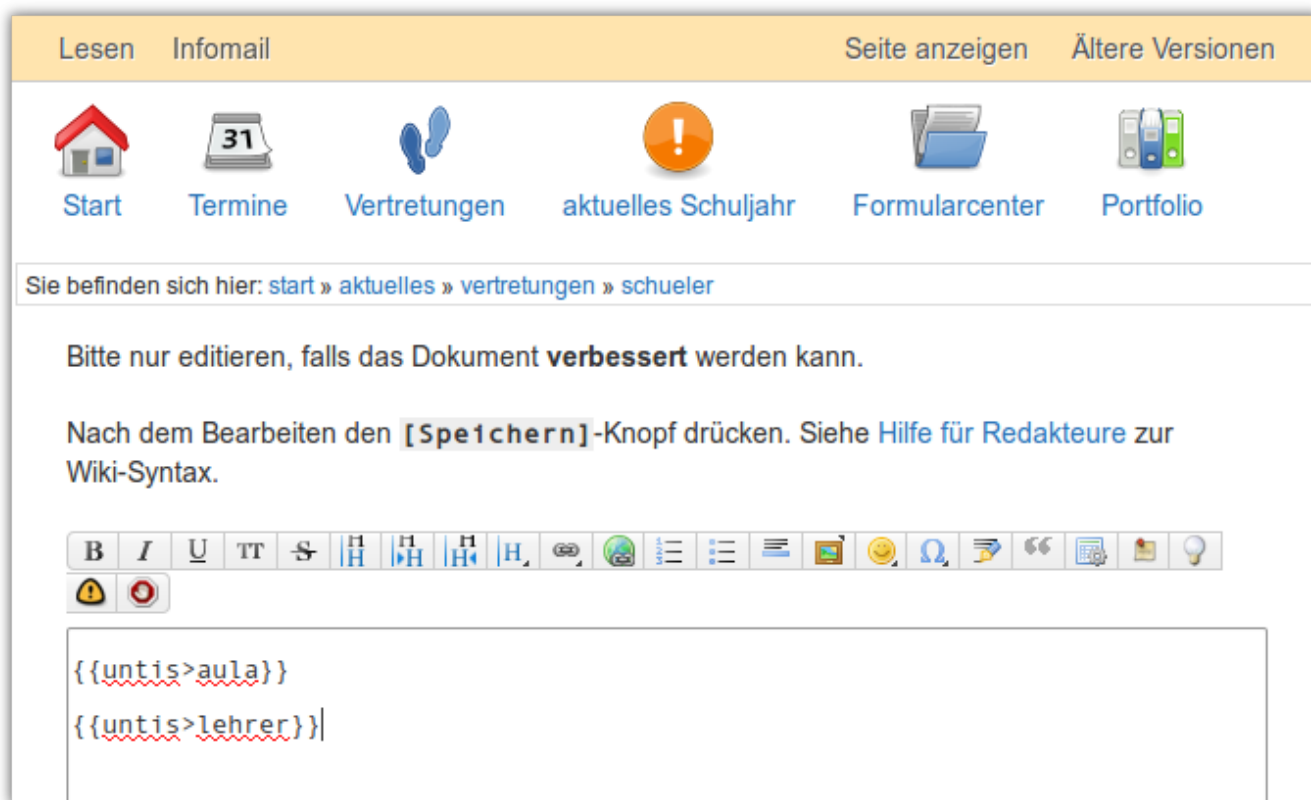 Lesen Infomail Seite anzeigen Ältere Versionen
31
Start Termine Vertretungen aktuelles Schuljahr Formularcenter Portfolio
Sie befinden sich hier: start » aktuelles » vertretungen » schueler
Bitte nur editieren, falls das Dokument verbessert werden kann.
Nach dem Bearbeiten den [Speichern]-Knopf drücken. Siehe Hilfe für Redakteure zur
Wiki-Syntax.
B I U TT S H H H H H H H Ω
{{untis>aula}}
{{untis>lehrer}}